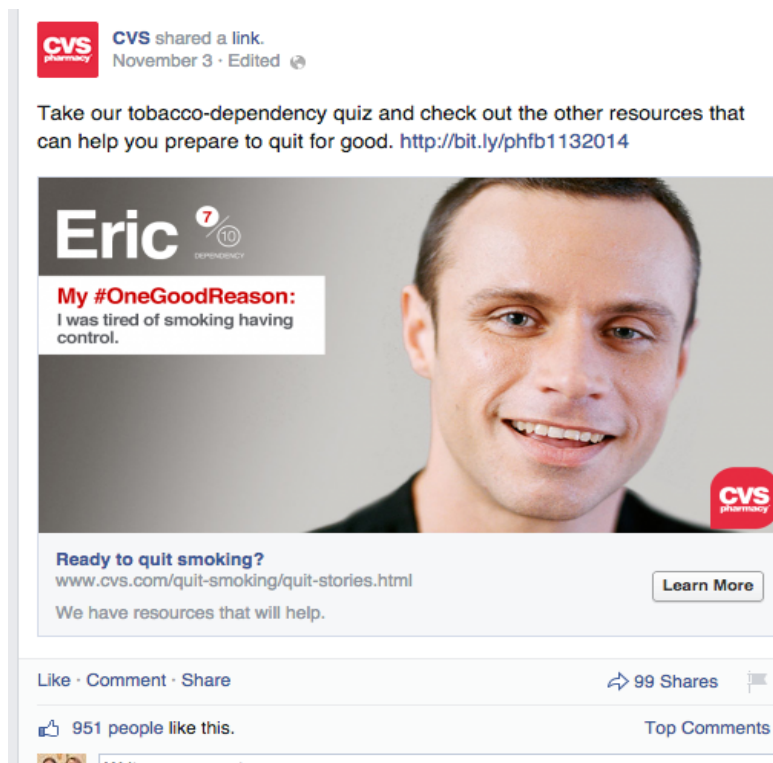 CVS pharmacy
CVS shared a link.
November 3 · Edited
Take our tobacco-dependency quiz and check out the other resources that
can help you prepare to quit for good. http://bit.ly/phfb1132014
Eric 7/10
DEPENDENCY
My #OneGoodReason:
I was tired of smoking having
control.
CVS
pharmacy
Ready to quit smoking?
www.cvs.com/quit-smoking/quit-stories.html
Learn More
We have resources that will help.
Like · Comment · Share
99 Shares
951 people like this.
Top Comments